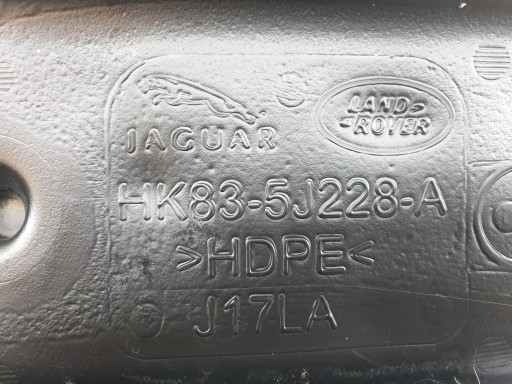 JAGUAR
LAND-
-ROVER
HK83-5J228-A
>HDPE<
J17LA